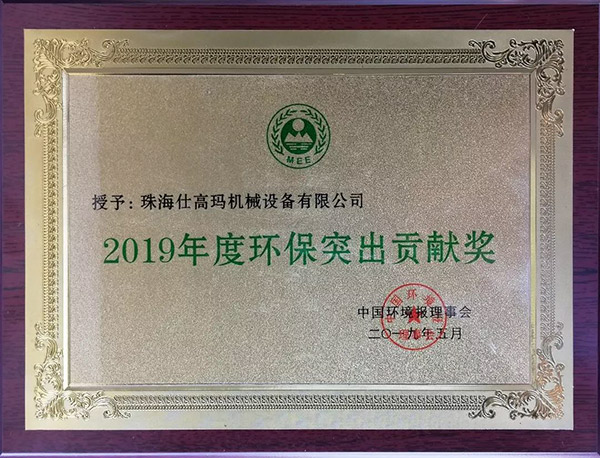 MEE
授予：珠海仕高玛机械设备有限公司
2019年度环保突出贡献奖
中国环境报理事会
二〇一九年五月